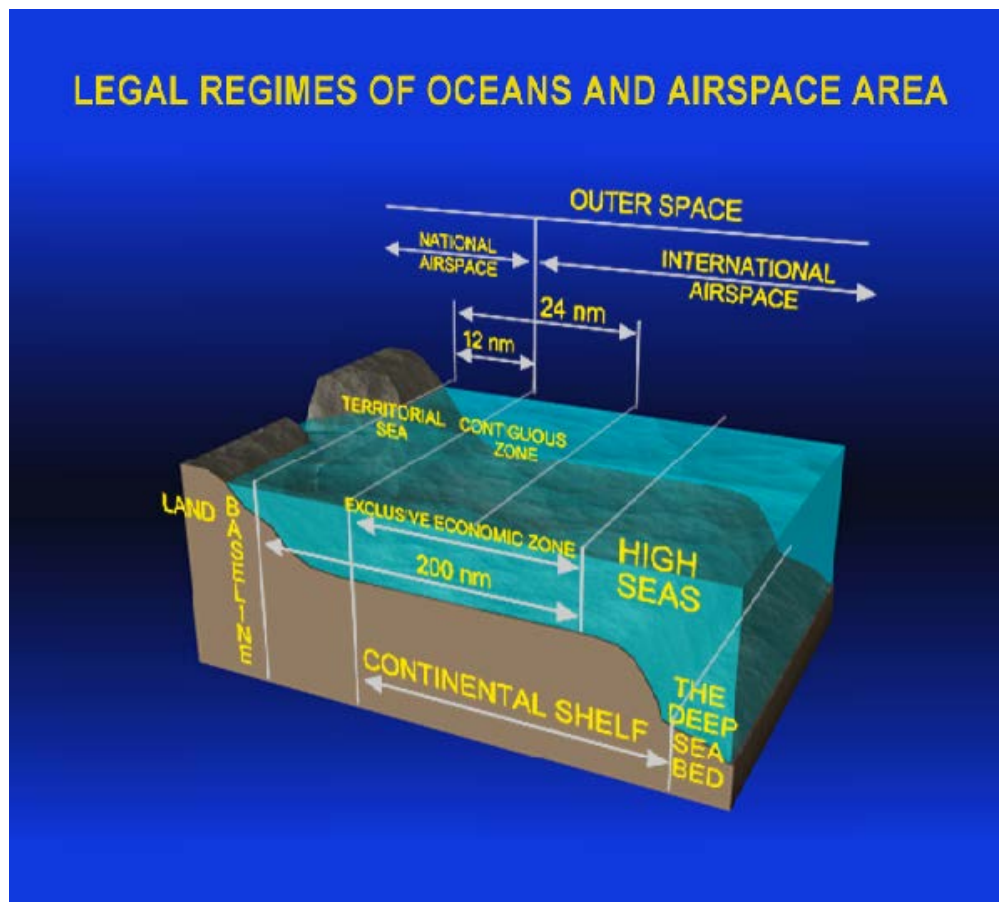 LEGAL REGIMES OF OCEANS AND AIRSPACE AREA
OUTER SPACE
NATIONAL
AIRSPACE
INTERNATIONAL
AIRSPACE
24 nm
12 nm
TERRITORIAL
SEA
CONTIGUOUS
ZONE
LAND
BASELINE
EXCLUSIVE ECONOMIC ZONE
200 nm
HIGH
SEAS
CONTINENTAL SHELF
THE
DEEP
SEA
BED